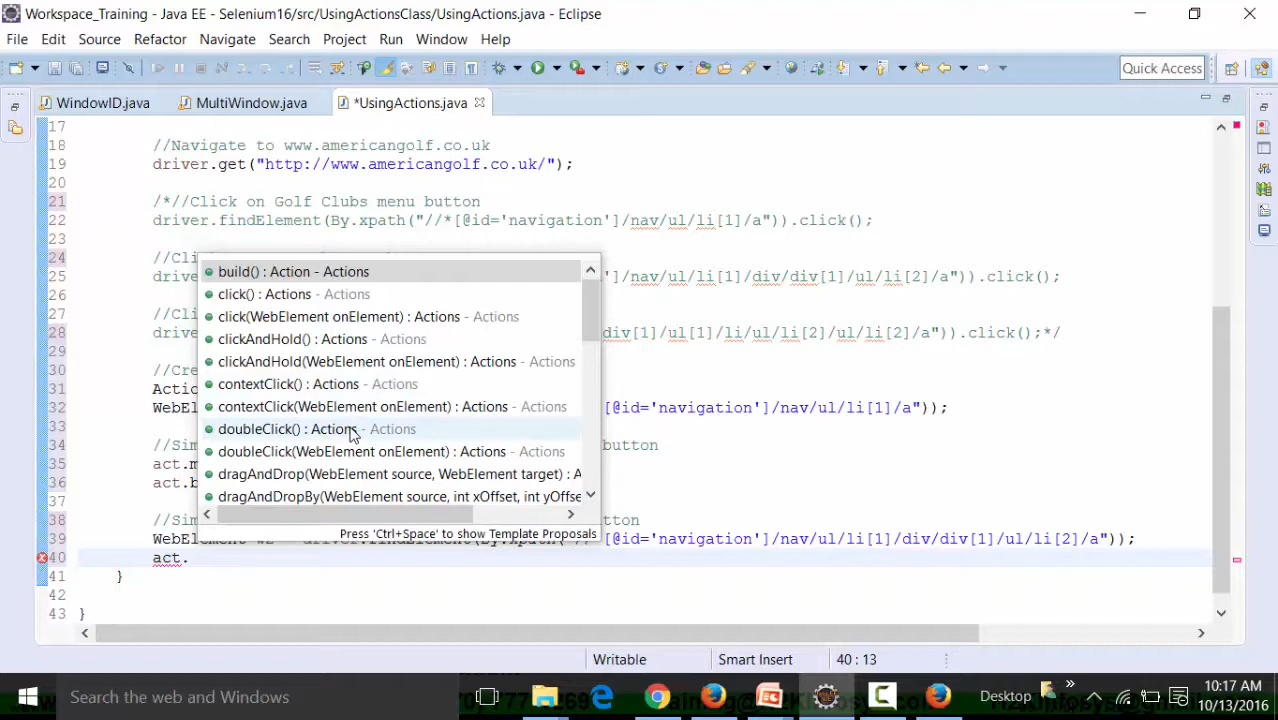 Workspace_Training - Java EE - Selenium16/src/UsingActionsClass/UsingActions.java - Eclipse
File Edit Source Refactor Navigate Search Project Run Window Help
Quick Access
WindowID.java MultiWindow.java *UsingActions.java
17
18 //Navigate to www.americangolf.co.uk
19 driver.get("http://www.americangolf.co.uk/");
20
21 /*//Click on Golf Clubs menu button
22 driver.findElement(By.xpath("//*[@id='navigation']/nav/ul/li[1]/a")).click();
23
24 //Cli
25 drive ']/nav/ul/li[1]/div/div[1]/ul/li[2]/a")).click();
26
27 //Cli
28 drive div[1]/ul[1]/li/ul/li[2]/ul/li[2]/a")).click();*/
29
30 //Cre
31 Actio
32 WebEl [@id='navigation']/nav/ul/li[1]/a"));
33
34 //Sim button
35 act.m
36 act.b
37
38 //Sim tton
39 WebElement w2 = driver.findElement(By.xpath("//*[@id='navigation']/nav/ul/li[1]/div/div[1]/ul/li[2]/a"));
40 act.
41 }
42
43 }
build() : Action - Actions
click() : Actions - Actions
click(WebElement onElement) : Actions - Actions
clickAndHold() : Actions - Actions
clickAndHold(WebElement onElement) : Actions - Actions
contextClick() : Actions - Actions
contextClick(WebElement onElement) : Actions - Actions
doubleClick() : Actions - Actions
doubleClick(WebElement onElement) : Actions - Actions
dragAndDrop(WebElement source, WebElement target) : A
dragAndDropBy(WebElement source, int xOffset, int yOffse
Press 'Ctrl+Space' to show Template Proposals
Writable Smart Insert 40 : 13
Search the web and Windows
Desktop
10:17 AM
10/13/2016